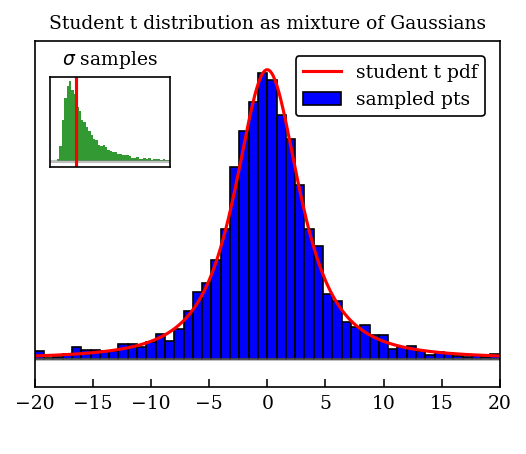 Student t distribution as mixture of Gaussians
σ samples
student t pdf
sampled pts
−20 −15 −10 −5 0 5 10 15 20